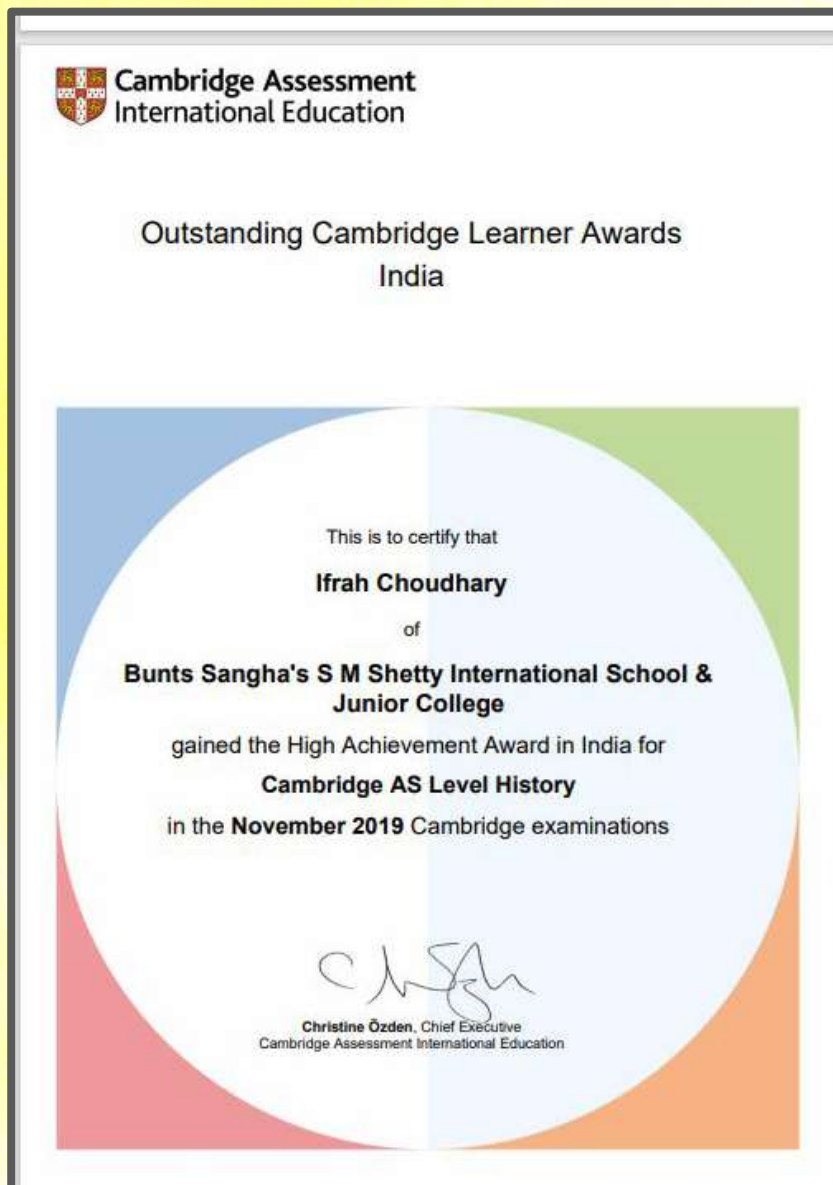 Cambridge Assessment
International Education
Outstanding Cambridge Learner Awards
India
This is to certify that
Ifrah Choudhary
of
Bunts Sangha's S M Shetty International School &
Junior College
gained the High Achievement Award in India for
Cambridge AS Level History
in the November 2019 Cambridge examinations
Christine Özden, Chief Executive
Cambridge Assessment International Education